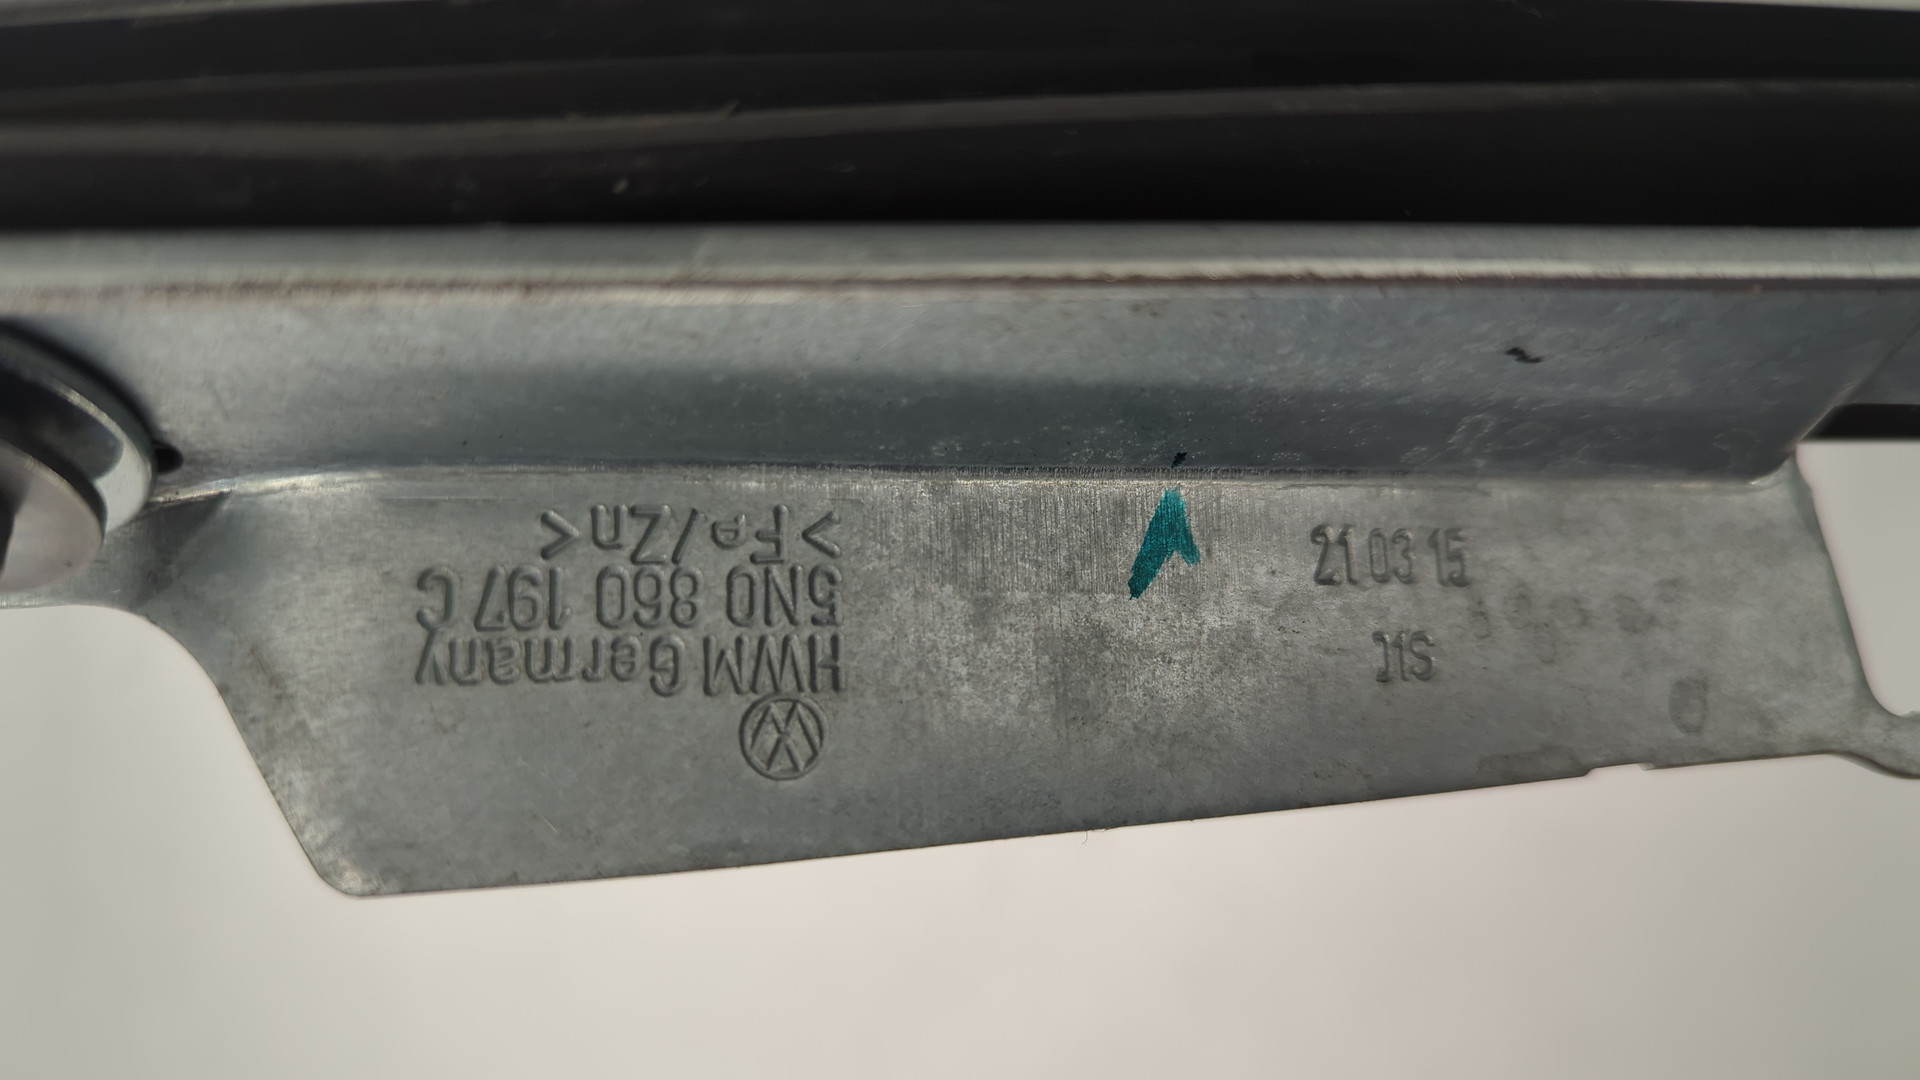 HWM Germany
5N0 860 197 C
>Fe/Zn<
21 03 15